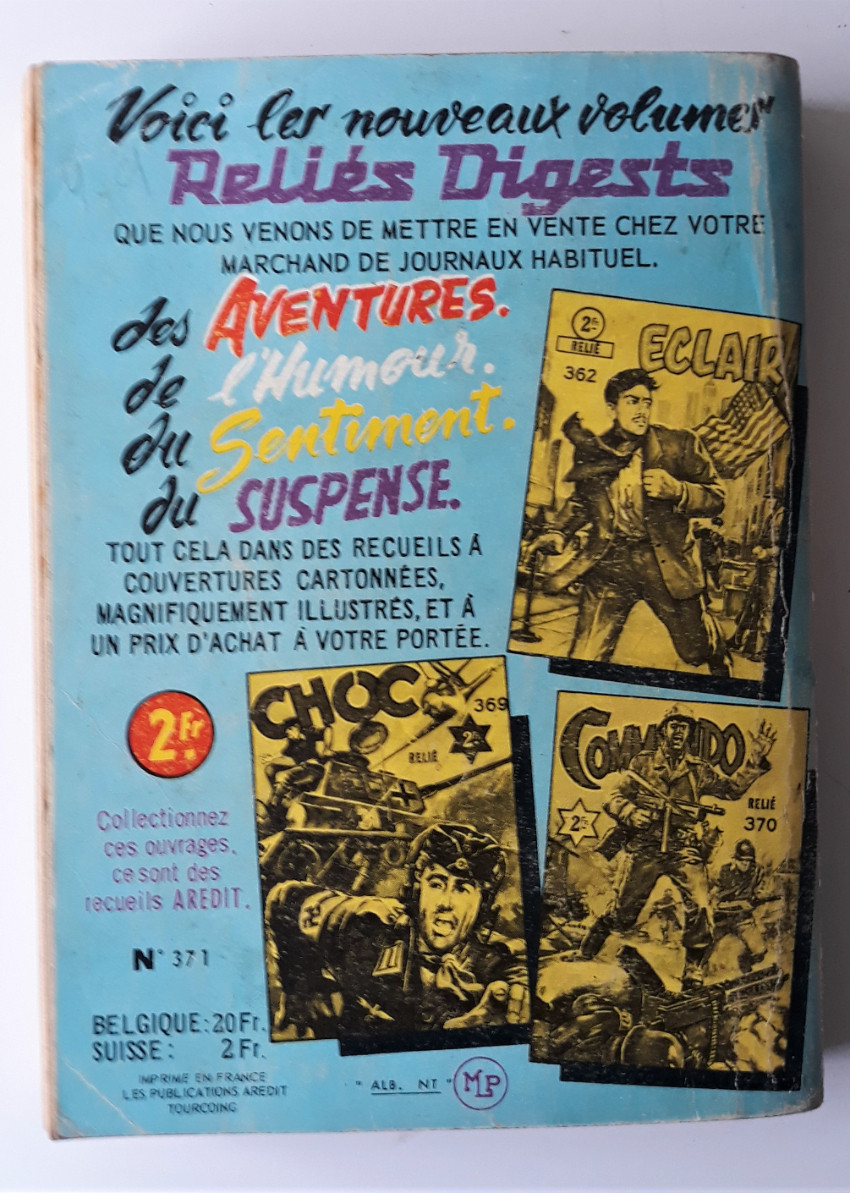 Voici les nouveaux volumes
Reliés Digests
QUE NOUS VENONS DE METTRE EN VENTE CHEZ VOTRE
MARCHAND DE JOURNAUX HABITUEL.
des AVENTURES.
de l'Humour.
du Sentiment.
du SUSPENSE.
TOUT CELA DANS DES RECUEILS À
COUVERTURES CARTONNÉES,
MAGNIFIQUEMENT ILLUSTRÉS, ET À
UN PRIX D'ACHAT À VOTRE PORTÉE.
2Fr
RELIÉ
362
ECLAIR
2Fr.
CHOC
369
RELIÉ
2Fr
COMMANDO
2Fr
RELIÉ
370
Collectionnez
ces ouvrages,
ce sont des
recueils AREDIT.
N° 371
BELGIQUE: 20 Fr.
SUISSE: 2 Fr.
IMPRIMÉ EN FRANCE
LES PUBLICATIONS AREDIT
TOURCOING
" ALB. NT "
MLP